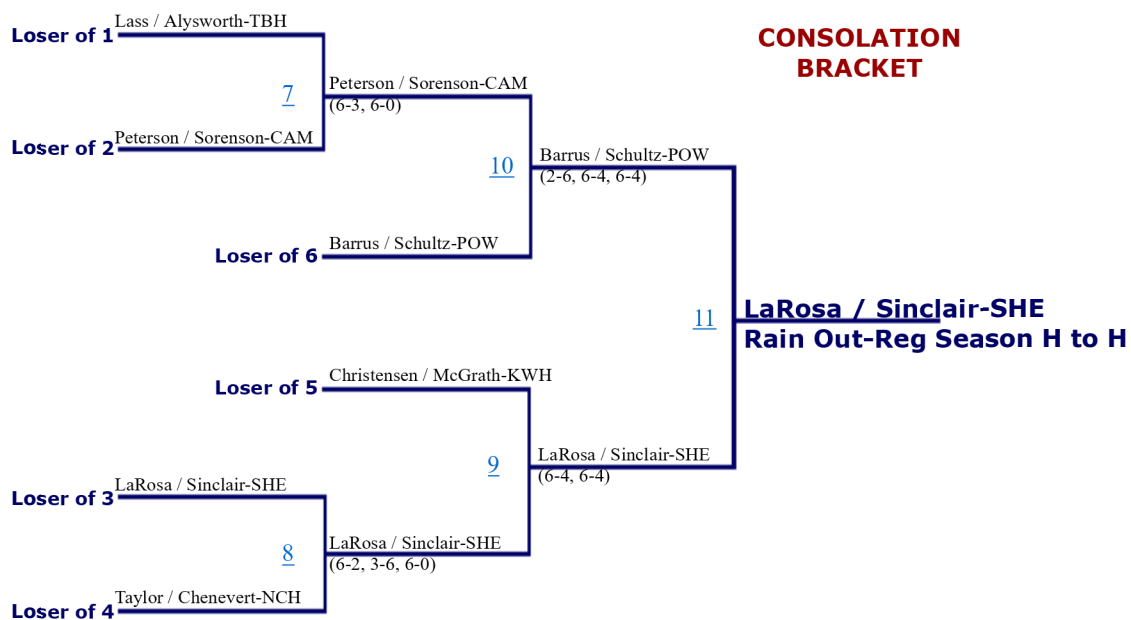 Lass / Alysworth-TBH
Loser of 1
CONSOLATION
BRACKET
Peterson / Sorenson-CAM
7
(6-3, 6-0)
Peterson / Sorenson-CAM
Loser of 2
Barrus / Schultz-POW
10
(2-6, 6-4, 6-4)
Barrus / Schultz-POW
Loser of 6
LaRosa / Sinclair-SHE
11
Rain Out-Reg Season H to H
Christensen / McGrath-KWH
Loser of 5
LaRosa / Sinclair-SHE
9
(6-4, 6-4)
LaRosa / Sinclair-SHE
Loser of 3
LaRosa / Sinclair-SHE
8
(6-2, 3-6, 6-0)
Taylor / Chenevert-NCH
Loser of 4